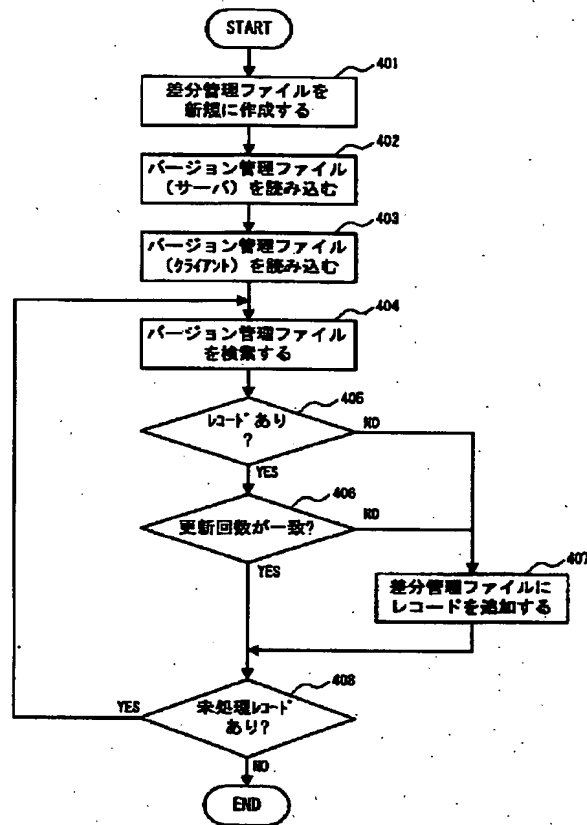 START
401
差分管理ファイルを
新規に作成する
402
バージョン管理ファイル
(サーバ)を読み込む
403
バージョン管理ファイル
(クライアント)を読み込む
404
バージョン管理ファイル
を検索する
405
レコードあり
?
NO
YES
406
更新回数が一致?
NO
YES
407
差分管理ファイルに
レコードを追加する
408
未処理レコード
あり?
YES
NO
END